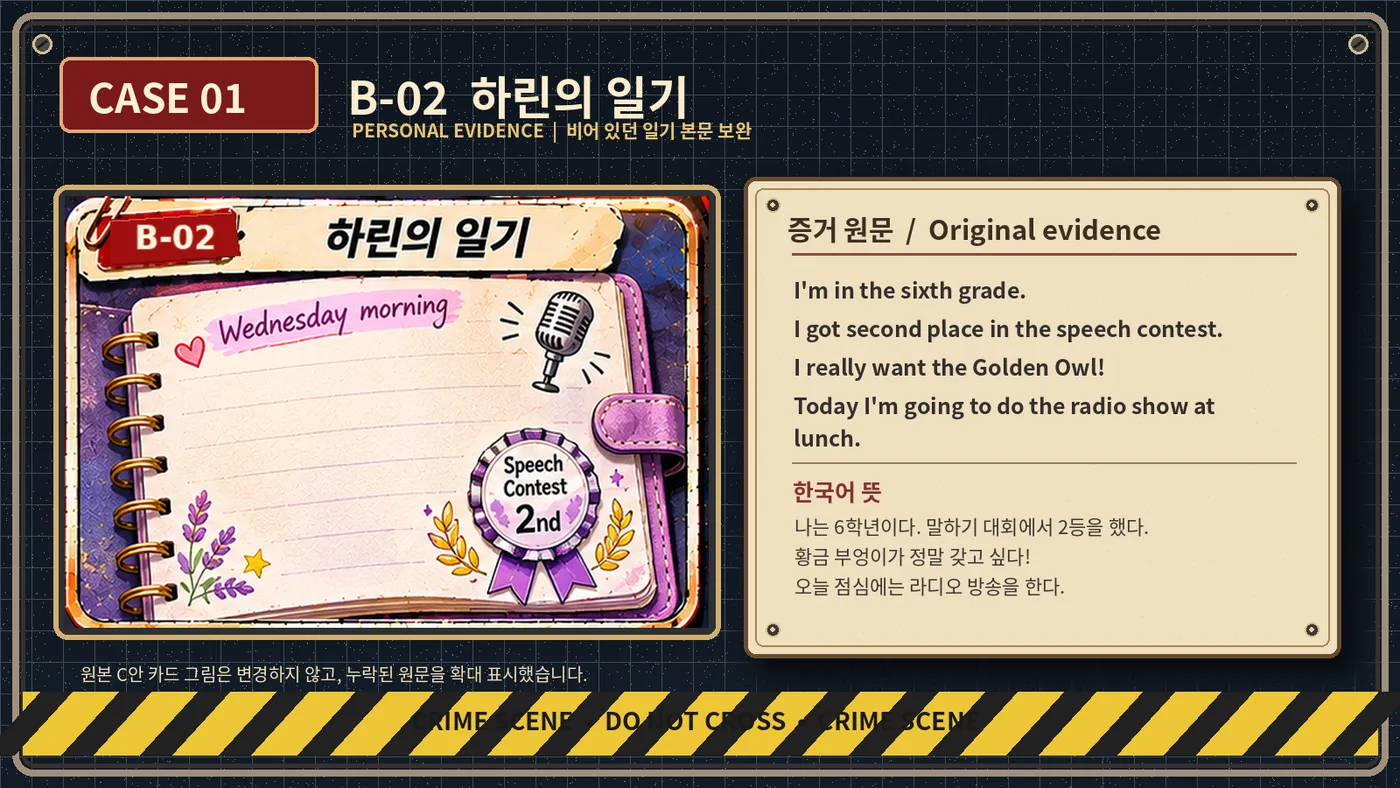 CASE 01
B-02 하린의 일기
PERSONAL EVIDENCE | 비어 있던 일기 본문 보완
B-02
하린의 일기
Wednesday morning
Speech
Contest
2nd
증거 원문 / Original evidence
I'm in the sixth grade.
I got second place in the speech contest.
I really want the Golden Owl!
Today I'm going to do the radio show at
lunch.
한국어 뜻
나는 6학년이다. 말하기 대회에서 2등을 했다.
황금 부엉이가 정말 갖고 싶다!
오늘 점심에는 라디오 방송을 한다.
원본 C안 카드 그림은 변경하지 않고, 누락된 원문을 확대 표시했습니다.
CRIME SCENE • DO NOT CROSS • CRIME SCENE